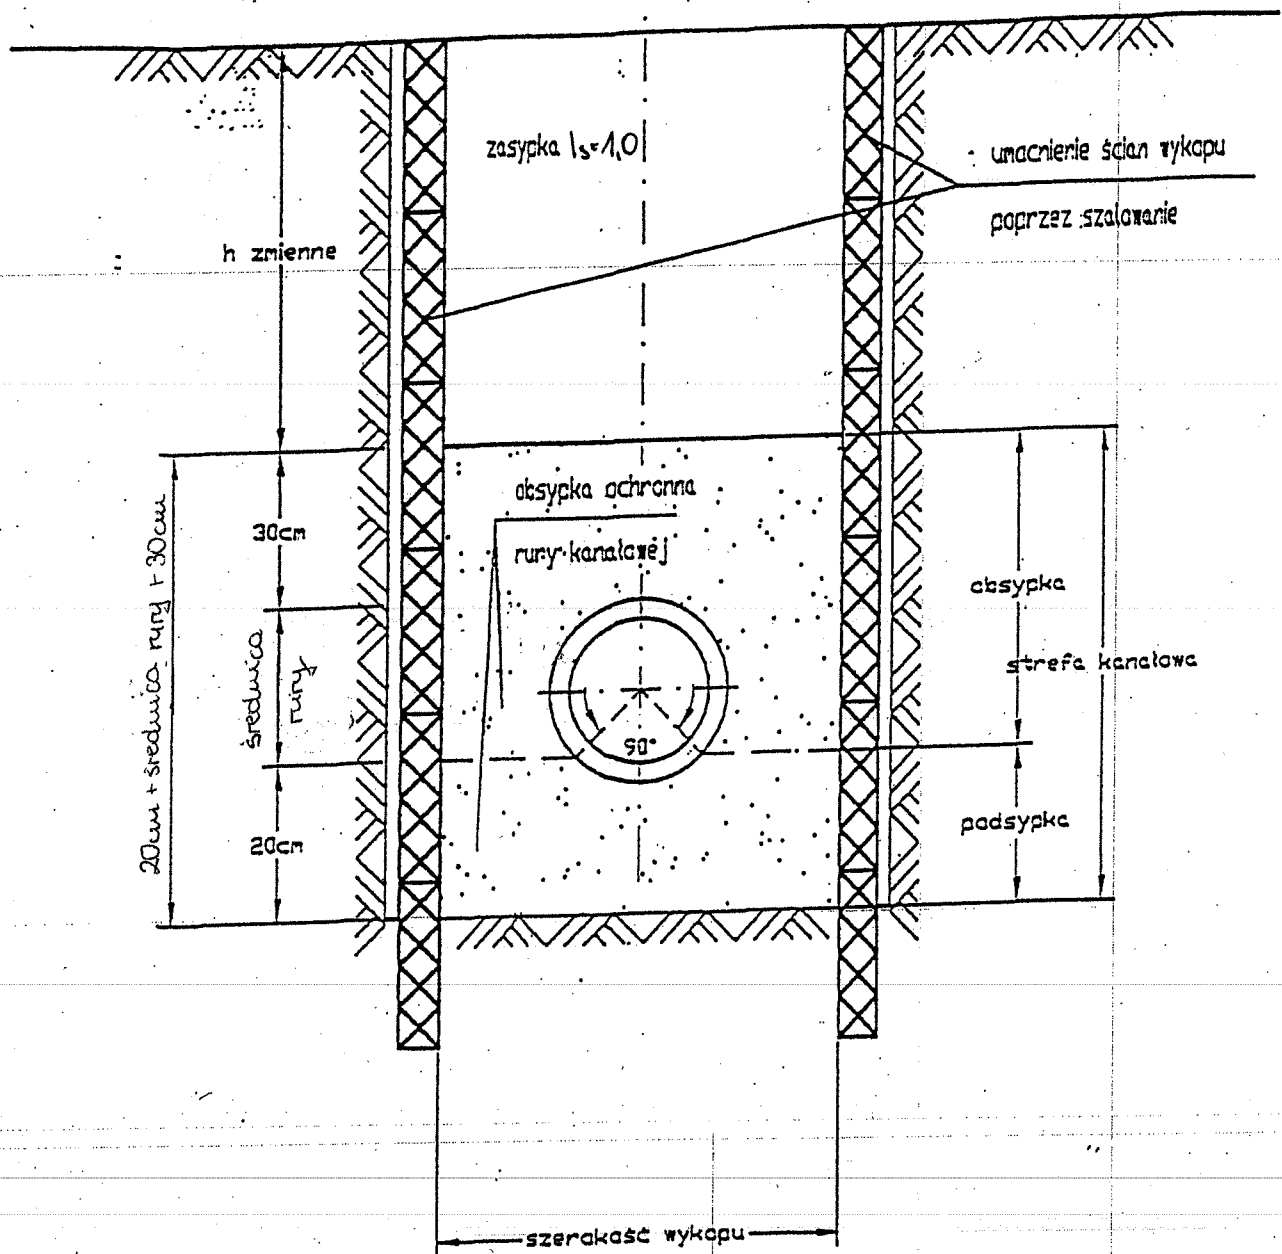 zasypka Is=1,0
umocnienie ścian wykopu
poprzez szalowanie
h zmienne
obsypka ochronna
rury kanałowej
30cm
20cm + średnica rury + 30cm
średnica
rury
obsypka
strefa kanałowa
90°
20cm
podsypka
szerokość wykopu